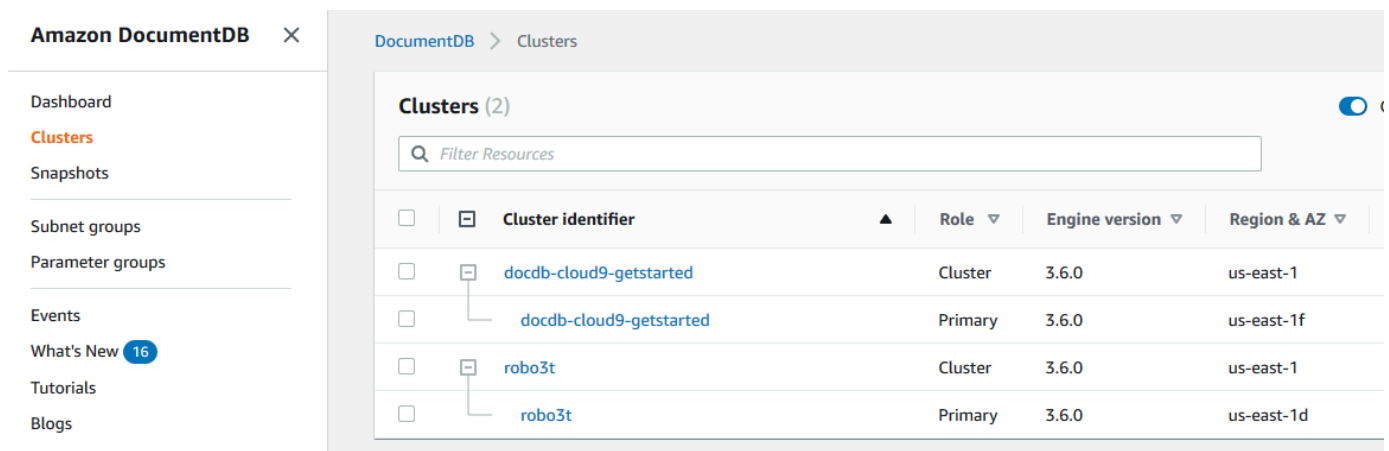 Amazon DocumentDB
Dashboard
Clusters
Snapshots
Subnet groups
Parameter groups
Events
What's New 16
Tutorials
Blogs
DocumentDB > Clusters
Clusters (2)
Filter Resources
Cluster identifier Role Engine version Region & AZ
docdb-cloud9-getstarted Cluster 3.6.0 us-east-1
docdb-cloud9-getstarted Primary 3.6.0 us-east-1f
robo3t Cluster 3.6.0 us-east-1
robo3t Primary 3.6.0 us-east-1d